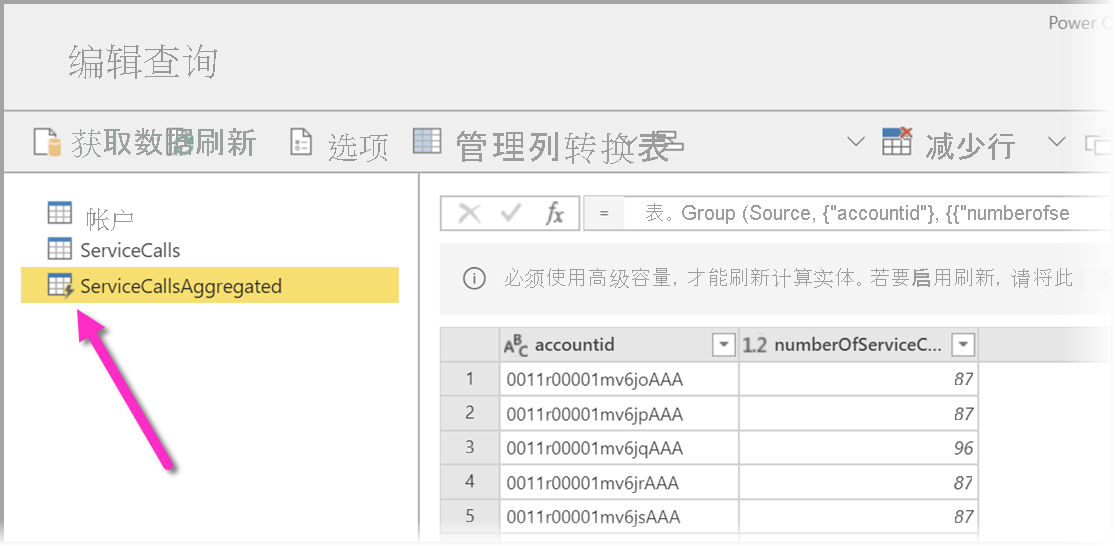 Power
编辑查询
获取数据 刷新 选项 管理列 转换表 减少行
帐户
ServiceCalls
ServiceCallsAggregated
fx = 表。Group (Source, {"accountid"}, {{"numberofse
必须使用高级容量, 才能刷新计算实体。若要启用刷新, 请将此
ABC accountid 1.2 numberOfServiceC...
1 0011r00001mv6joAAA 87
2 0011r00001mv6jpAAA 87
3 0011r00001mv6jqAAA 96
4 0011r00001mv6jrAAA 87
5 0011r00001mv6jsAAA 87